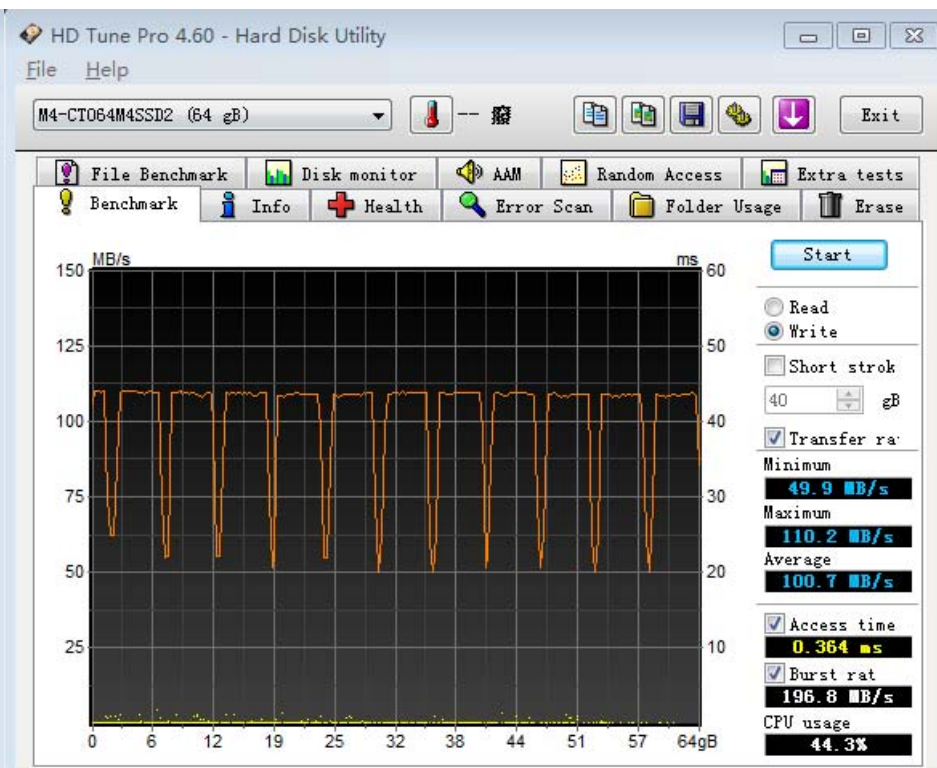 HD Tune Pro 4.60 - Hard Disk Utility
File Help
M4-CT064M4SSD2 (64 gB)
-- 癈
Exit
File Benchmark Disk monitor AAM Random Access Extra tests
Benchmark Info Health Error Scan Folder Usage Erase
MB/s ms
Start
150 60
Read
Write
125 50
Short strok
40 gB
100 40
Transfer ra
Minimum
49.9 MB/s
75 30
Maximum
110.2 MB/s
Average
100.7 MB/s
50 20
Access time
25 10
0.364 ms
Burst rat
196.8 MB/s
CPU usage
44.3%
0 6 12 19 25 32 38 44 51 57 64gB